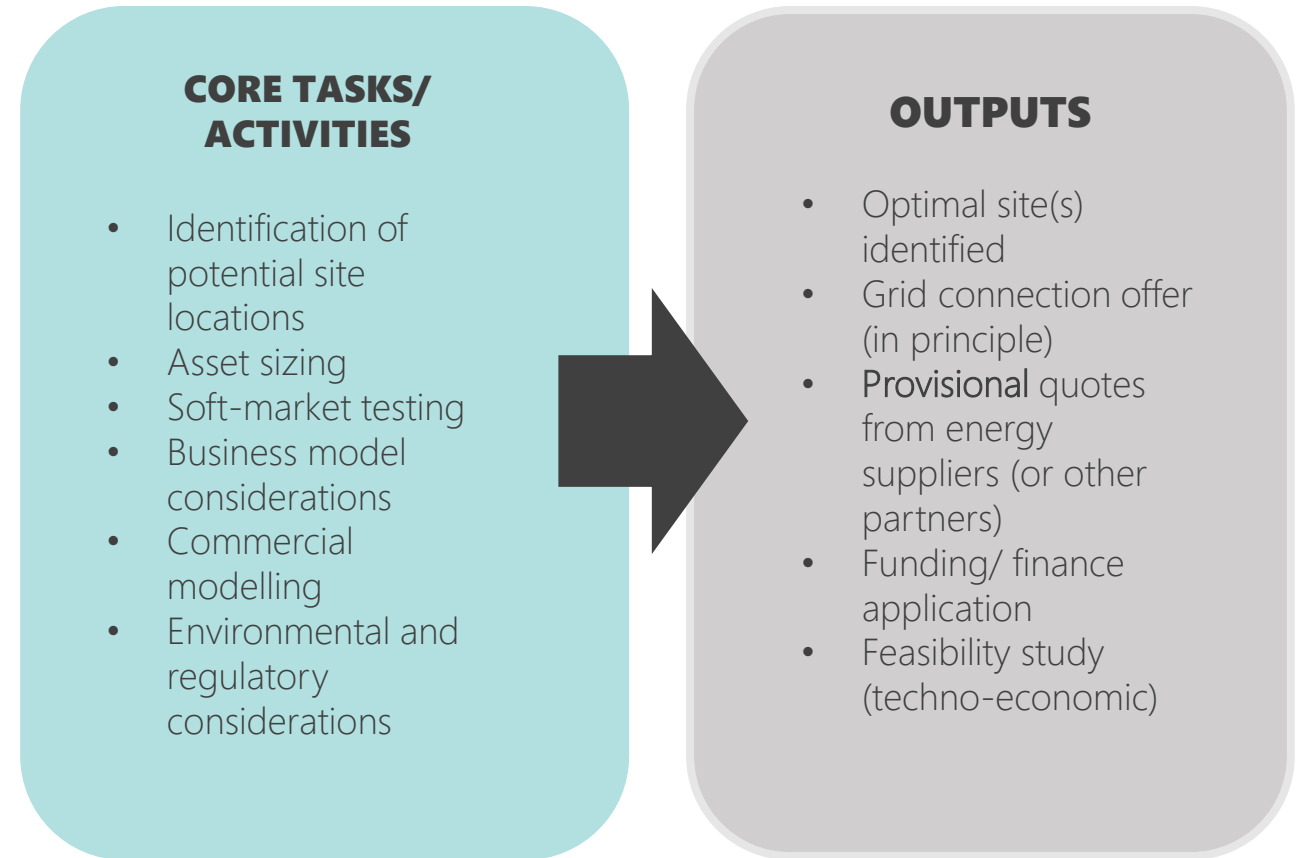 CORE TASKS/
ACTIVITIES
• Identification of
potential site
locations
• Asset sizing
• Soft-market testing
• Business model
considerations
• Commercial
modelling
• Environmental and
regulatory
considerations
OUTPUTS
• Optimal site(s)
identified
• Grid connection offer
(in principle)
• Provisional quotes
from energy
suppliers (or other
partners)
• Funding/ finance
application
• Feasibility study
(techno-economic)